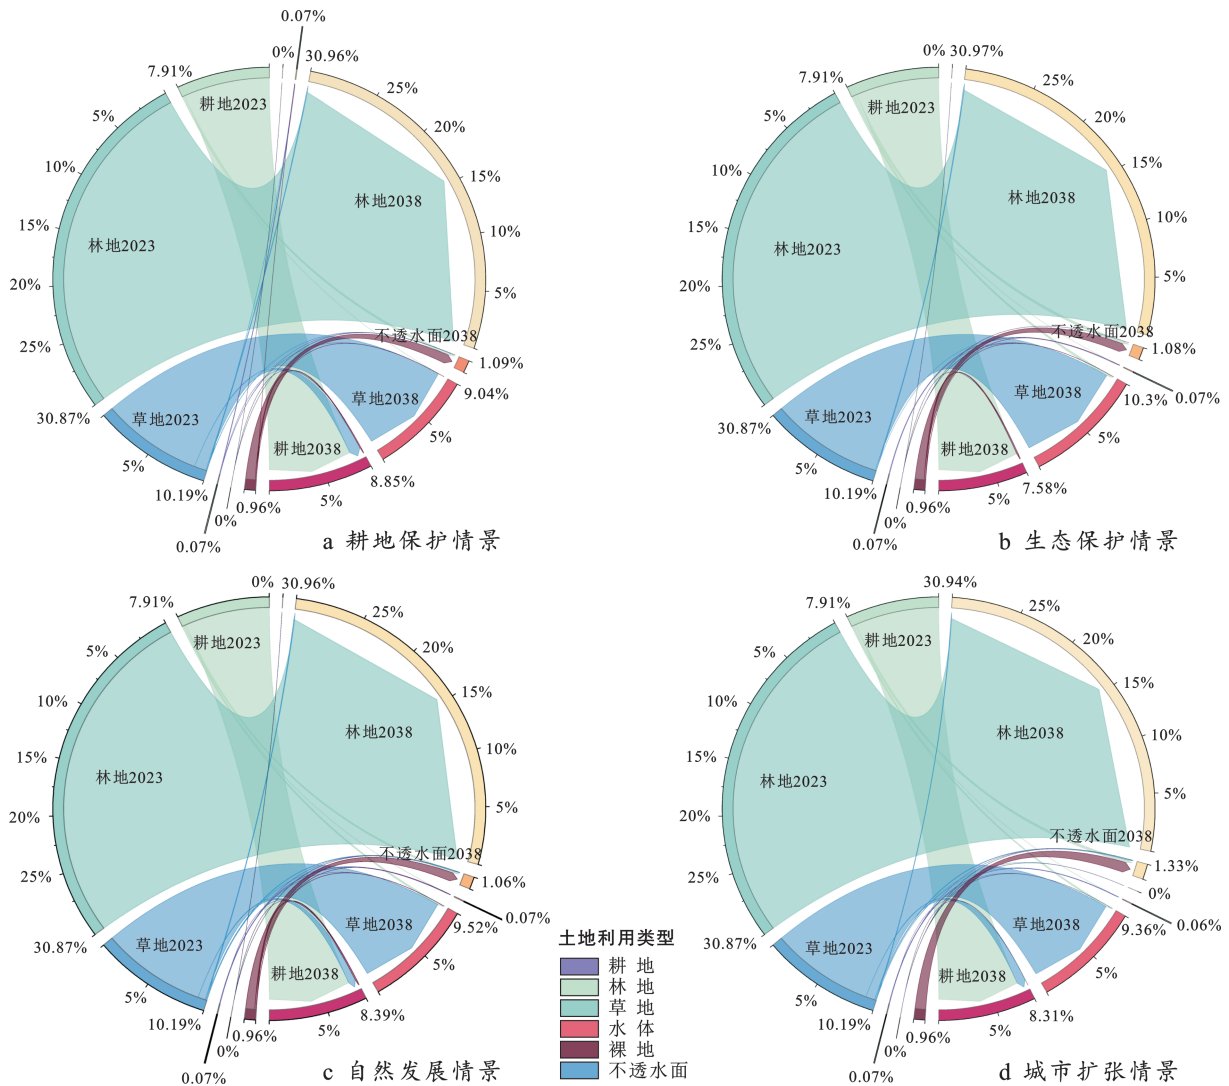 0.07%
0%
30.96%
7.91%
25%
耕地2023
5%
20%
10%
15%
林地2038
15%
10%
林地2023
20%
5%
不透水面2038
25%
1.09%
9.04%
草地2038
30.87%
草地2023
5%
耕地2038
5%
8.85%
10.19%
5%
0.96%
0%
0.07%
a 耕地保护情景
0%
30.97%
7.91%
25%
耕地2023
5%
20%
10%
15%
林地2038
15%
10%
林地2023
5%
20%
不透水面2038
25%
1.08%
0.07%
草地2038
10.3%
30.87%
草地2023
5%
耕地2038
5%
7.58%
10.19%
5%
0.96%
0%
0.07%
b 生态保护情景
0%
30.96%
7.91%
25%
耕地2023
5%
20%
10%
15%
林地2038
15%
10%
林地2023
20%
5%
不透水面2038
25%
1.06%
0.07%
9.52%
草地2038
30.87%
草地2023
5%
耕地2038
5%
8.39%
10.19%
5%
0.96%
0%
0.07%
c 自然发展情景
30.94%
7.91%
25%
耕地2023
5%
20%
10%
15%
林地2038
15%
10%
林地2023
5%
20%
不透水面2038
25%
1.33%
0%
0.06%
9.36%
草地2038
30.87%
草地2023
5%
耕地2038
5%
8.31%
10.19%
5%
0.96%
0%
0.07%
d 城市扩张情景
土地利用类型
耕 地
林 地
草 地
水 体
裸 地
不透水面